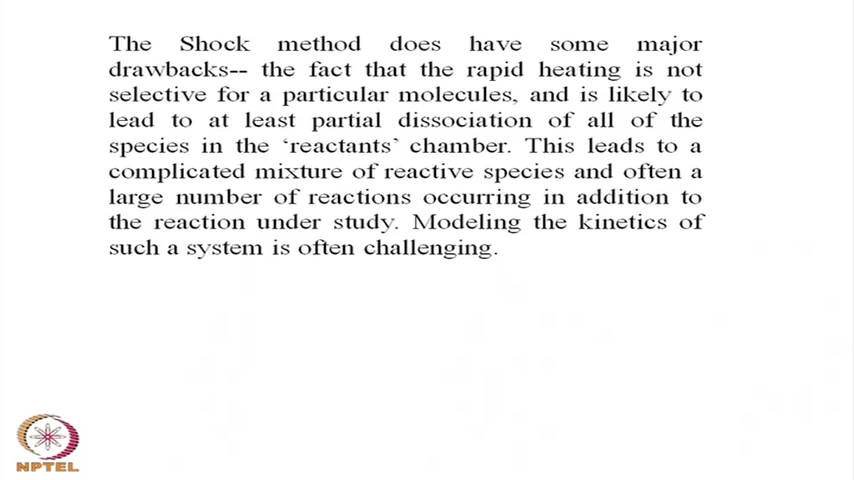 The Shock method does have some major
drawbacks-- the fact that the rapid heating is not
selective for a particular molecules, and is likely to
lead to at least partial dissociation of all of the
species in the ‘reactants’ chamber. This leads to a
complicated mixture of reactive species and often a
large number of reactions occurring in addition to
the reaction under study. Modeling the kinetics of
such a system is often challenging.
NPTEL